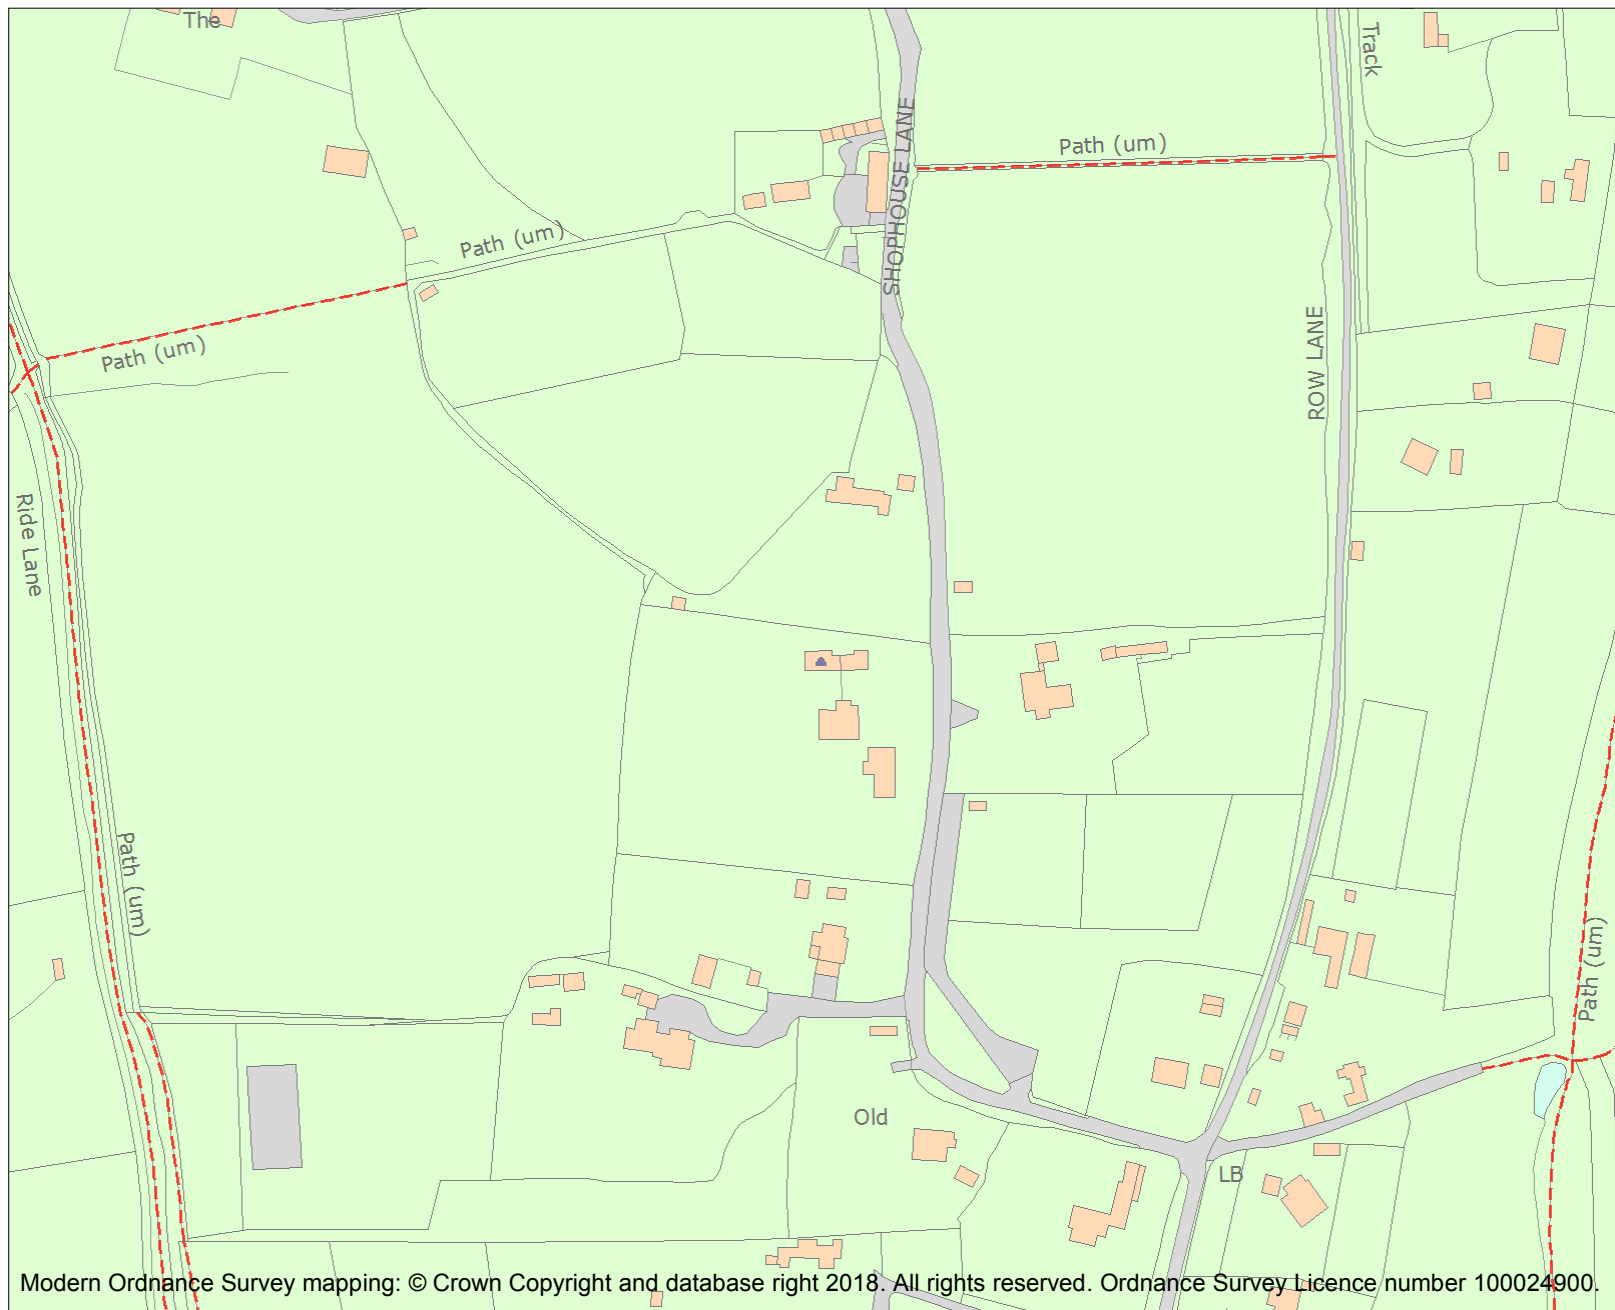 The
Track
Path (um)
SHOPHOUSE LANE
Path (um)
Path (um)
ROW LANE
Ride Lane
Path (um)
Path (um)
Old
LB
Modern Ordnance Survey mapping: © Crown Copyright and database right 2018. All rights reserved. Ordnance Survey Licence number 100024900.